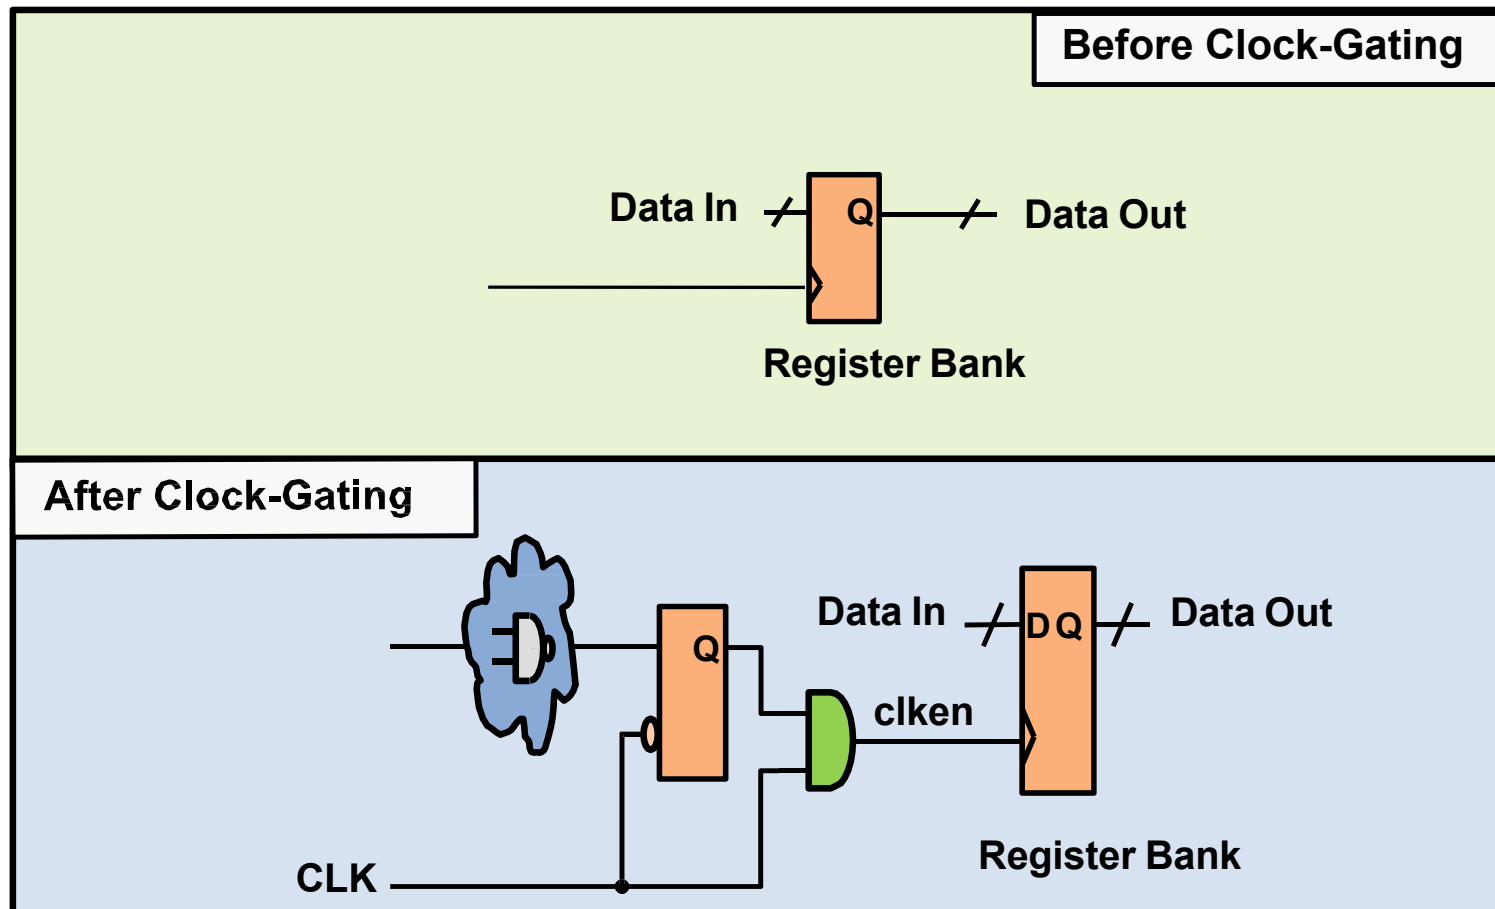 Before Clock-Gating
Data In
Q
Data Out
Register Bank
After Clock-Gating
Data In
D Q
Data Out
Q
clken
Register Bank
CLK